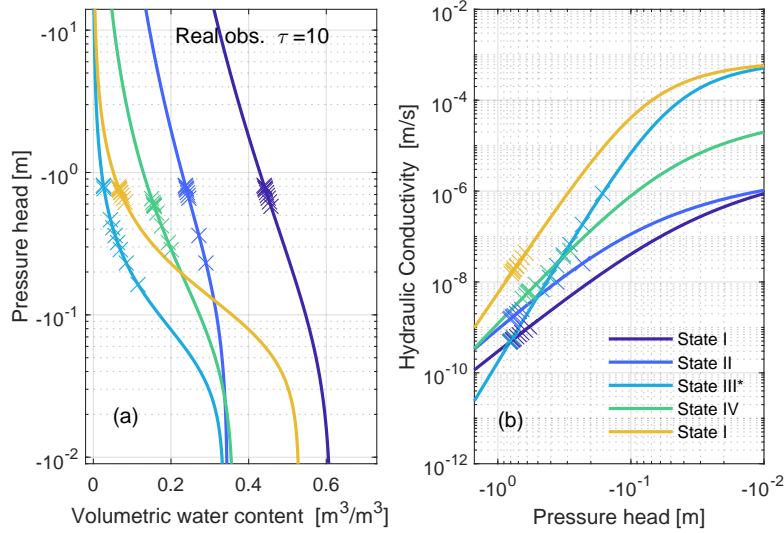 Real obs. τ =10
-10^1
-10^0
-10^-1
-10^-2
Pressure head [m]
(a)
0
0.2
0.4
0.6
Volumetric water content [m^3/m^3]
10^-2
10^-4
10^-6
10^-8
10^-10
10^-12
Hydraulic Conductivity [m/s]
State I
State II
State III*
State IV
State I
(b)
-10^0
-10^-1
-10^-2
Pressure head [m]